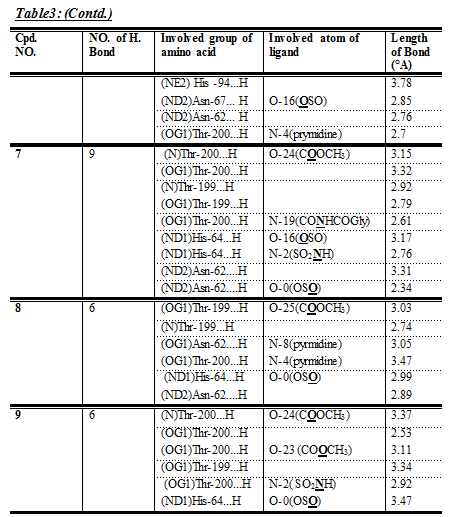 Table3: (Contd.)
Cpd. NO. of H. Involved group of Involved atom of Length
NO. Bond amino acid ligand of Bond
(°A)
(NE2) His -94...H 3.78
(ND2)Asn-67... H O-16(OSO) 2.85
(ND2)Asn-62... H 2.76
(OG1)Thr-200...H N-4(prymidine) 2.7
7 9 (N)Thr-200...H O-24(COOCH₃) 3.15
(OG1)Thr-200...H 3.32
(N)Thr-199...H 2.92
(OG1)Thr-199...H 2.79
(OG1)Thr-200...H N-19(CONHCOGly) 2.61
(ND1)His-64...H O-16(OSO) 3.17
(ND1)His-64...H N-2(SO₂NH) 2.76
(ND2)Asn-62....H 3.31
(ND2)Asn-62...H O-0(OSO) 2.34
8 6 (OG1)Thr-199...H O-25(COOCH₃) 3.03
(N)Thr-199...H 2.74
(OG1)Asn-62....H N-8(pyrmidine) 3.05
(OG1)Thr-200...H N-4(pyrmidine) 3.47
(ND1)His-64...H O-0(OSO) 2.99
(ND2)Asn-62....H 2.89
9 6 (N)Thr-200...H O-24(COOCH₃) 3.37
(OG1)Thr-200...H 2.53
(OG1)Thr-200...H O-23 (COOCH₃) 3.11
(OG1)Thr-199...H 3.34
(OG1)Thr-200...H N-2( SO₂NH) 2.92
(ND1)His-64...H O-0(OSO) 3.47